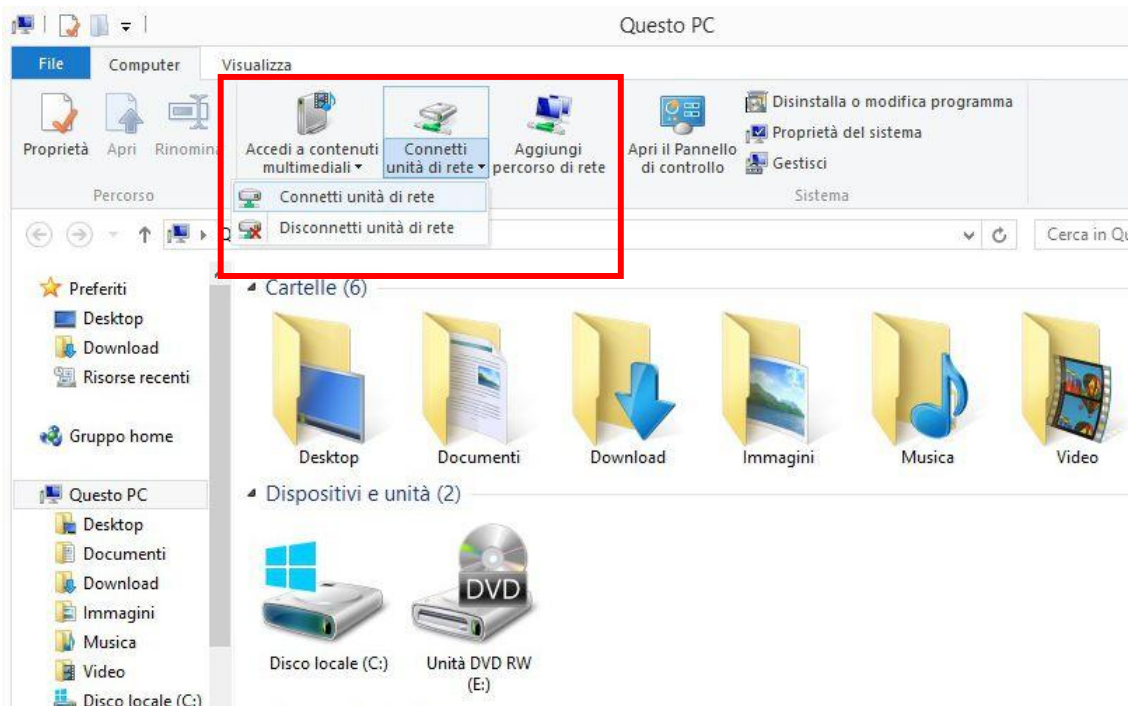 Questo PC
File Computer Visualizza
Proprietà
Apri
Rinomina
Accedi a contenuti
multimediali
Connetti
unità di rete
Aggiungi
percorso di rete
Apri il Pannello
di controllo
Disinstalla o modifica programma
Proprietà del sistema
Gestisci
Percorso
Sistema
Connetti unità di rete
Disconnetti unità di rete
Cerca in Qu
Preferiti
Desktop
Download
Risorse recenti
Gruppo home
Questo PC
Desktop
Documenti
Download
Immagini
Musica
Video
Disco locale (C:)
Cartelle (6)
Desktop
Documenti
Download
Immagini
Musica
Video
Dispositivi e unità (2)
DVD
Disco locale (C:)
Unità DVD RW
(E:)